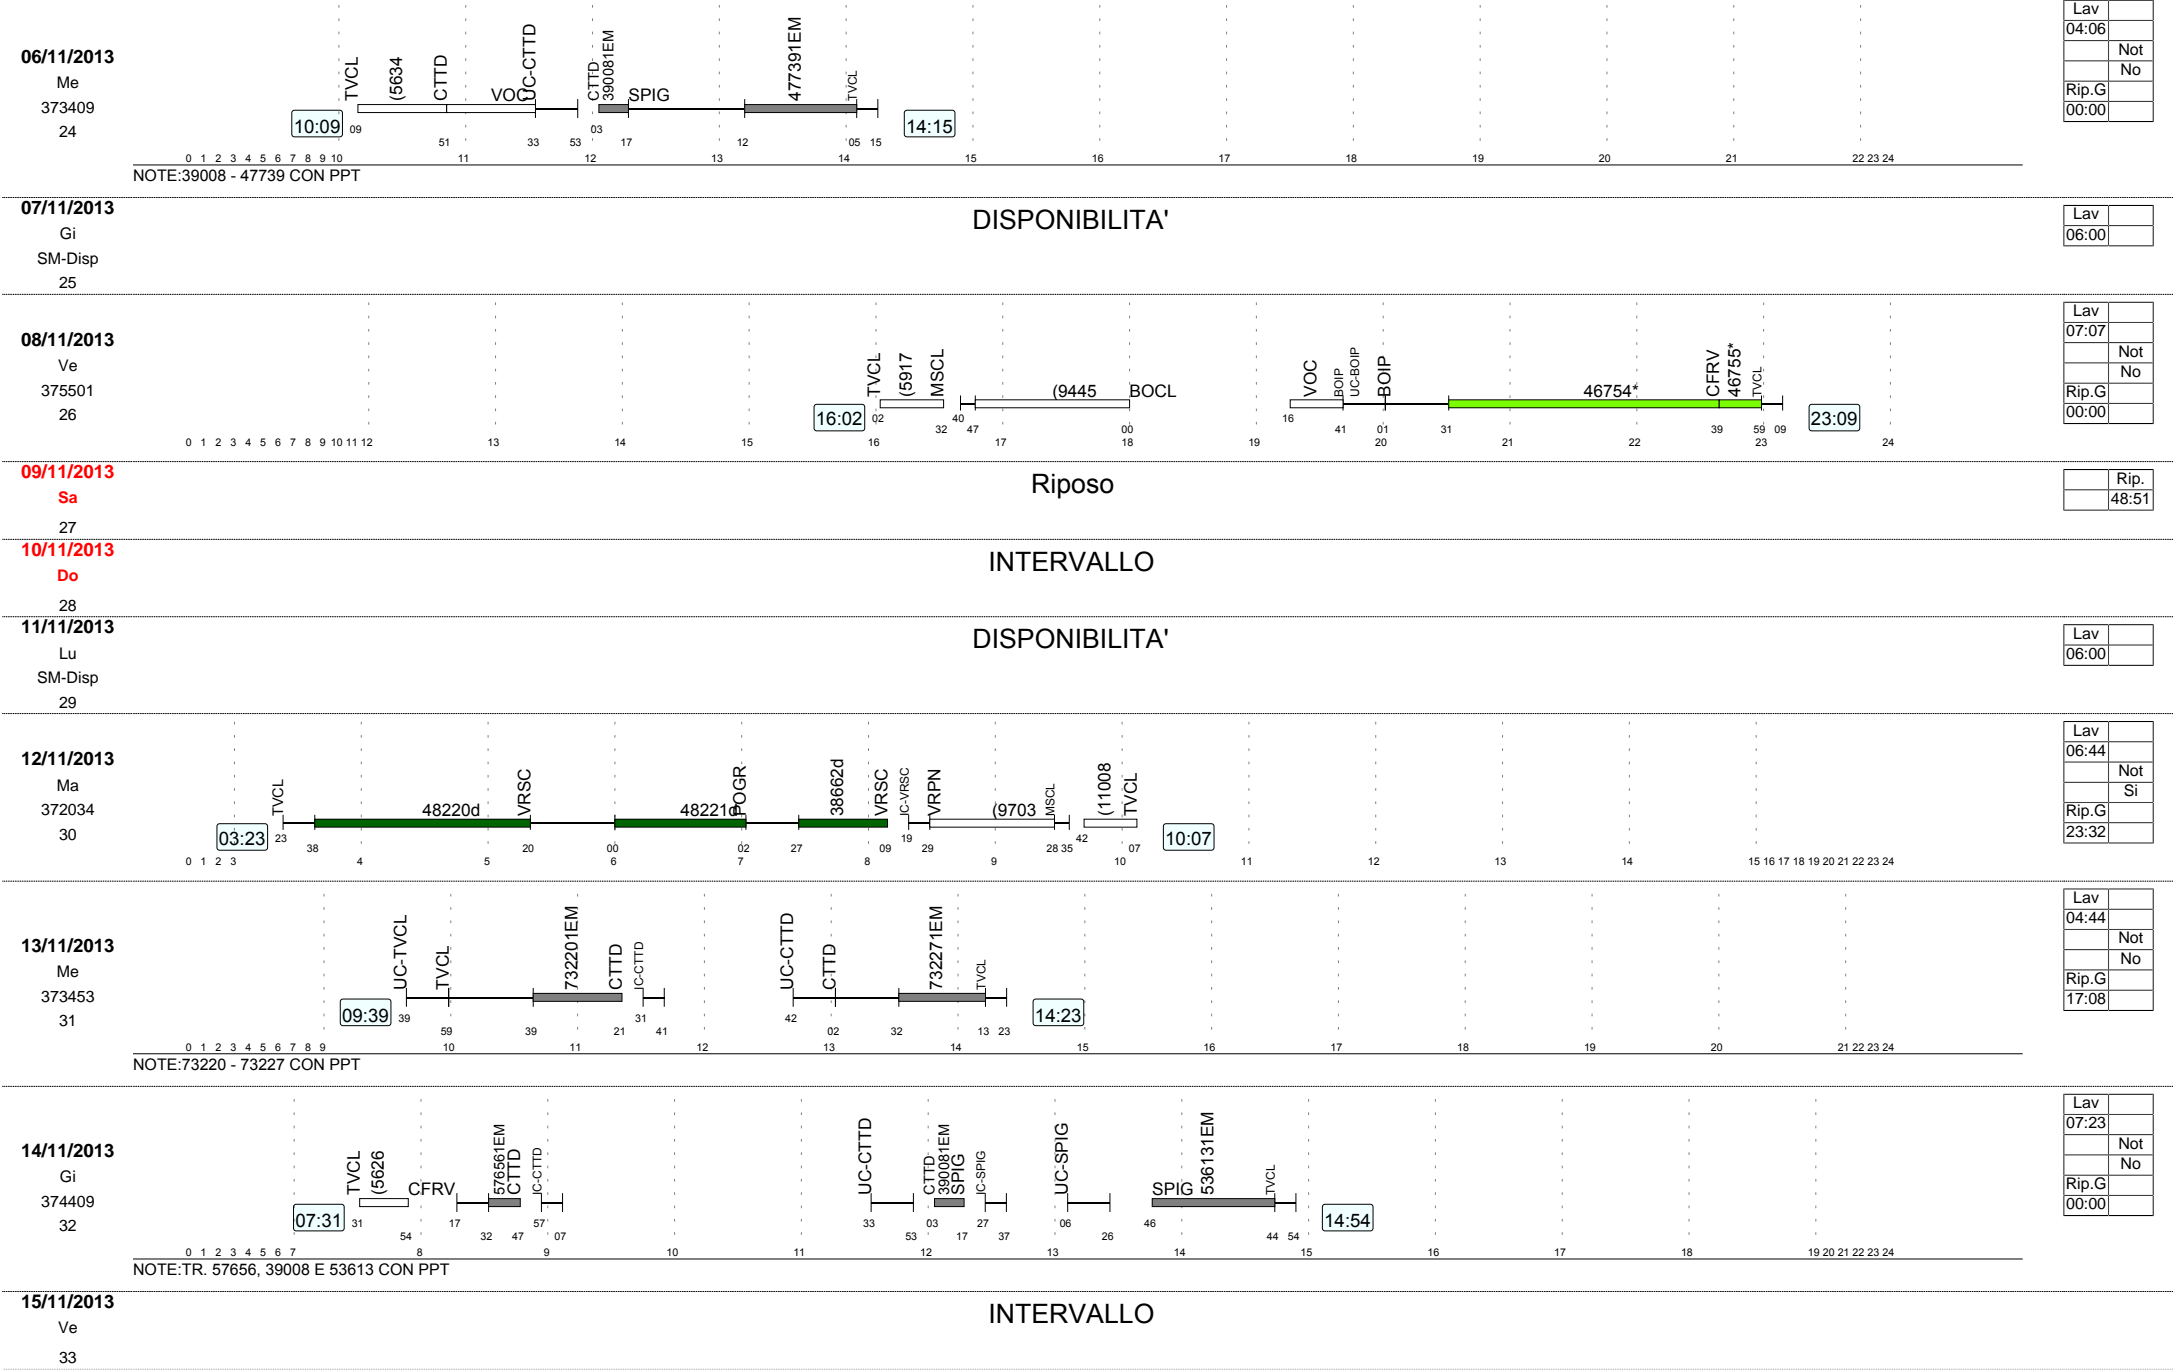 06/11/2013
Me
373409
24
10:09
TVCL (5634 CTTD VOC UC-CTTD CTTD 390081EM SPIG 477391EM TVCL
09 51 33 53 03 17 12 05 15
14:15
0 1 2 3 4 5 6 7 8 9 10 11 12 13 14 15 16 17 18 19 20 21 22 23 24
NOTE:39008 - 47739 CON PPT
Lav
04:06
Not
No
Rip.G
00:00
07/11/2013
Gi
SM-Disp
25
DISPONIBILITA'
Lav
06:00
08/11/2013
Ve
375501
26
16:02
TVCL (5917 MSCL (9445 BOCL VOC BOIP UC-BOIP BOIP 46754* CFRV 46755* TVCL
02 32 40 47 00 16 41 01 31 39 59 09
23:09
0 1 2 3 4 5 6 7 8 9 10 11 12 13 14 15 16 17 18 19 20 21 22 23 24
Lav
07:07
Not
No
Rip.G
00:00
09/11/2013
Sa
27
Riposo
Rip.
48:51
10/11/2013
Do
28
INTERVALLO
11/11/2013
Lu
SM-Disp
29
DISPONIBILITA'
Lav
06:00
12/11/2013
Ma
372034
30
03:23
TVCL 48220d VRSC 48221d POGR 38662d VRSC IC-VRSC VRPN (9703 MSCL (11008 TVCL
23 38 20 00 02 27 09 19 29 28 35 42 07
10:07
0 1 2 3 4 5 6 7 8 9 10 11 12 13 14 15 16 17 18 19 20 21 22 23 24
Lav
06:44
Not
Si
Rip.G
23:32
13/11/2013
Me
373453
31
09:39
UC-TVCL TVCL 732201EM CTTD IC-CTTD UC-CTTD CTTD 732271EM TVCL
39 59 39 21 31 41 42 02 32 13 23
14:23
0 1 2 3 4 5 6 7 8 9 10 11 12 13 14 15 16 17 18 19 20 21 22 23 24
NOTE:73220 - 73227 CON PPT
Lav
04:44
Not
No
Rip.G
17:08
14/11/2013
Gi
374409
32
07:31
TVCL (5626 CFRV 576561EM CTTD IC-CTTD UC-CTTD CTTD 390081EM SPIG IC-SPIG UC-SPIG SPIG 536131EM TVCL
31 54 17 32 47 57 07 33 53 03 17 27 37 06 26 46 44 54
14:54
0 1 2 3 4 5 6 7 8 9 10 11 12 13 14 15 16 17 18 19 20 21 22 23 24
NOTE:TR. 57656, 39008 E 53613 CON PPT
Lav
07:23
Not
No
Rip.G
00:00
15/11/2013
Ve
33
INTERVALLO